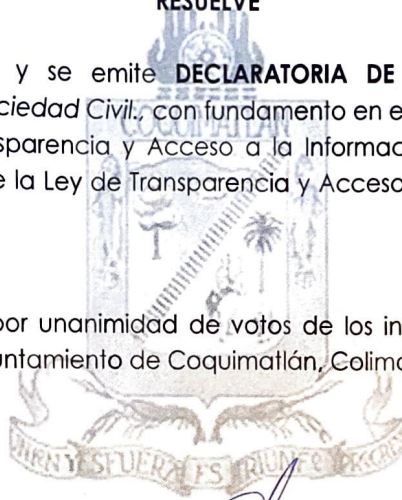 RESUELVE
y se emite DECLARATORIA DE
ciedad Civil., con fundamento en e
sparencia y Acceso a la Informac
e la Ley de Transparencia y Acceso
COQUIMATLAN
por unanimidad de votos de los in
untamiento de Coquimatlán, Colima